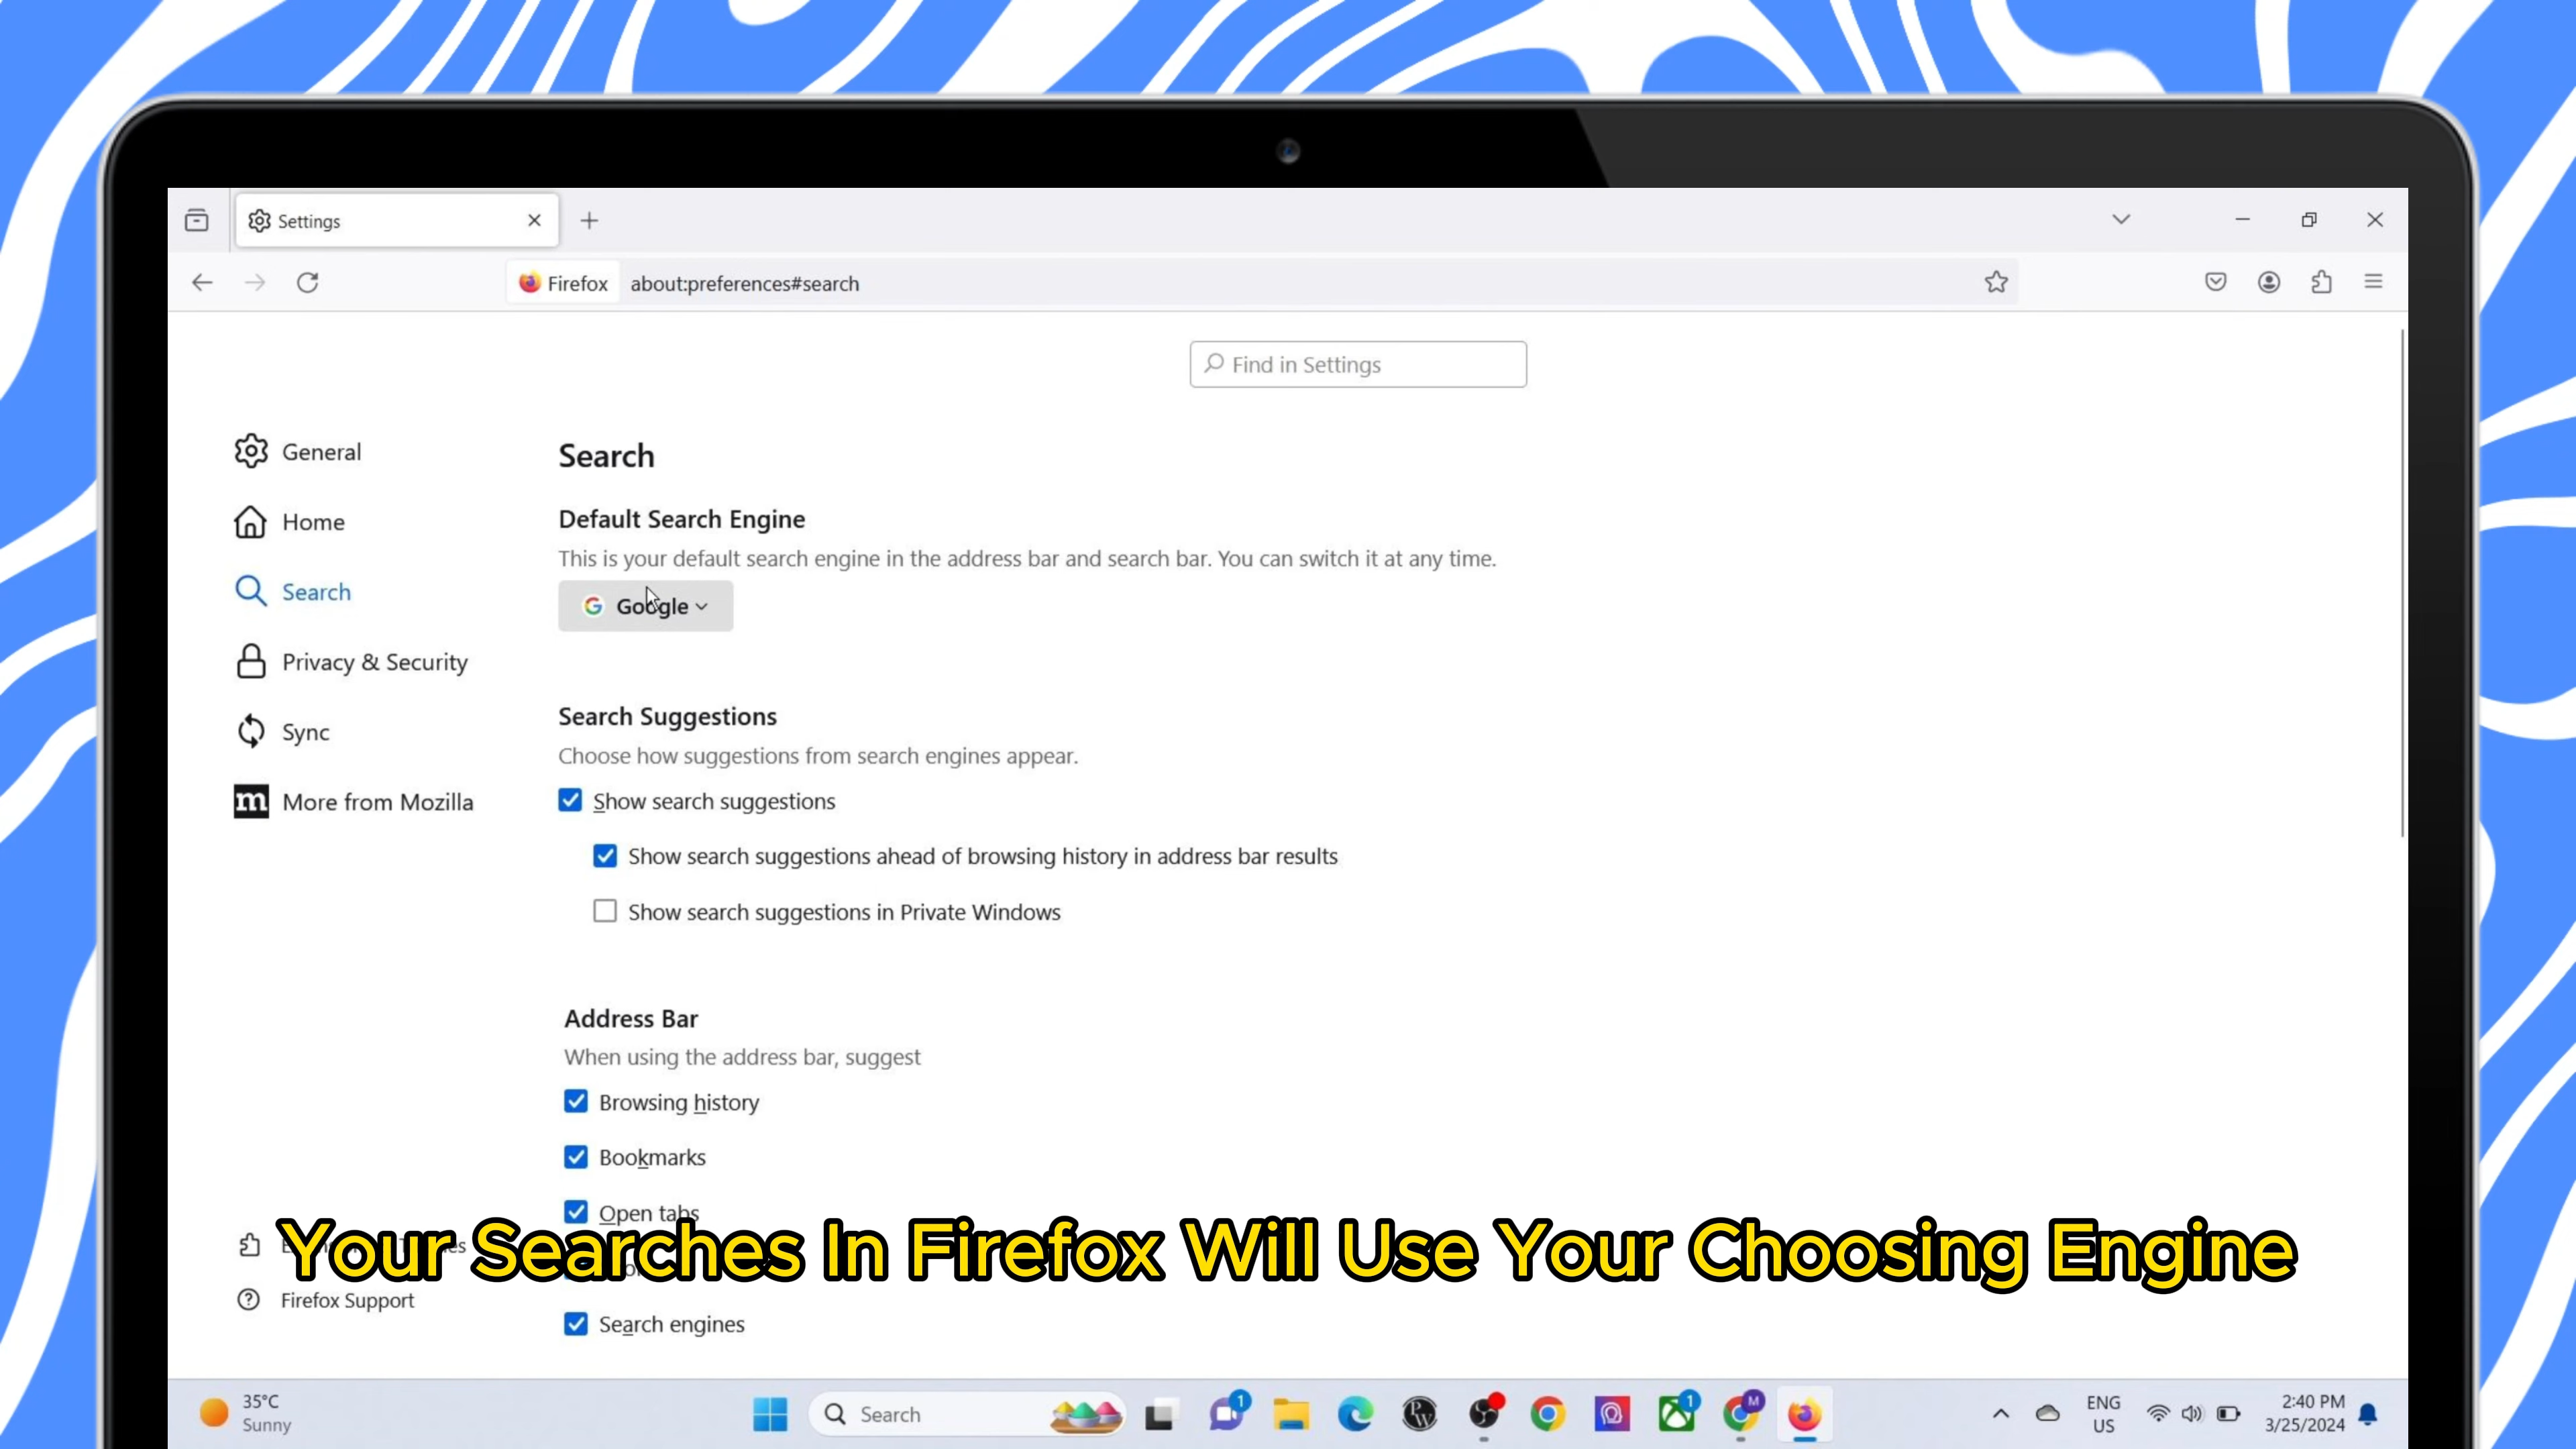 Settings
Firefox about:preferences#search
Find in Settings
General
Home
Search
Privacy & Security
Sync
m More from Mozilla
Firefox Support
Search
Default Search Engine
This is your default search engine in the address bar and search bar. You can switch it at any time.
G Google
Search Suggestions
Choose how suggestions from search engines appear.
Show search suggestions
Show search suggestions ahead of browsing history in address bar results
Show search suggestions in Private Windows
Address Bar
When using the address bar, suggest
Browsing history
Bookmarks
Open tabs
Search engines
Your Searches In Firefox Will Use Your Choosing Engine
35°C
Sunny
Search
1
PW
1
M
ENG
US
2:40 PM
3/25/2024